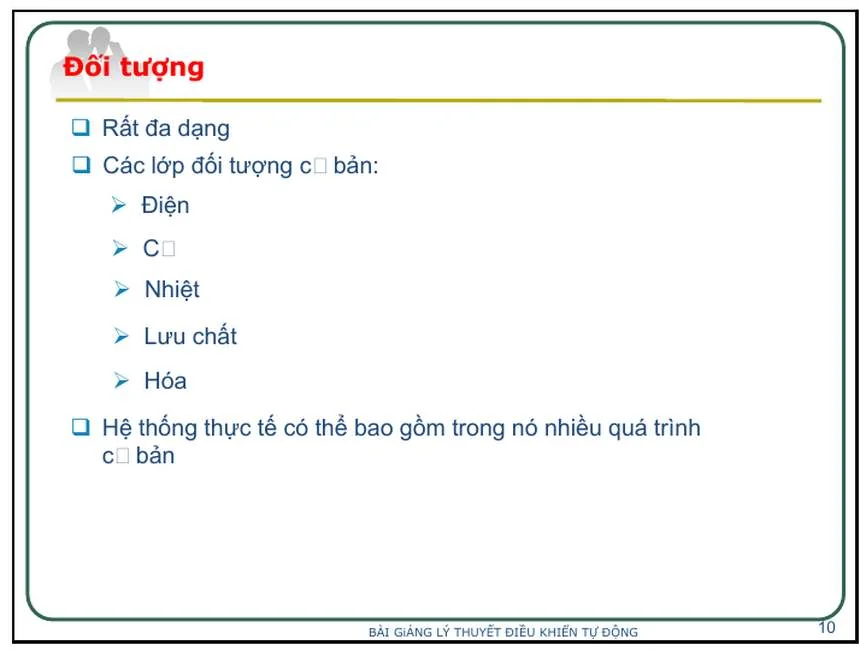 Đối tượng
Rất đa dạng
Các lớp đối tượng c□ bản:
Điện
C□
Nhiệt
Lưu chất
Hóa
Hệ thống thực tế có thể bao gồm trong nó nhiều quá trình
c□ bản
BÀI GiẢNG LÝ THUYẾT ĐIỀU KHIỂN TỰ ĐỘNG
10